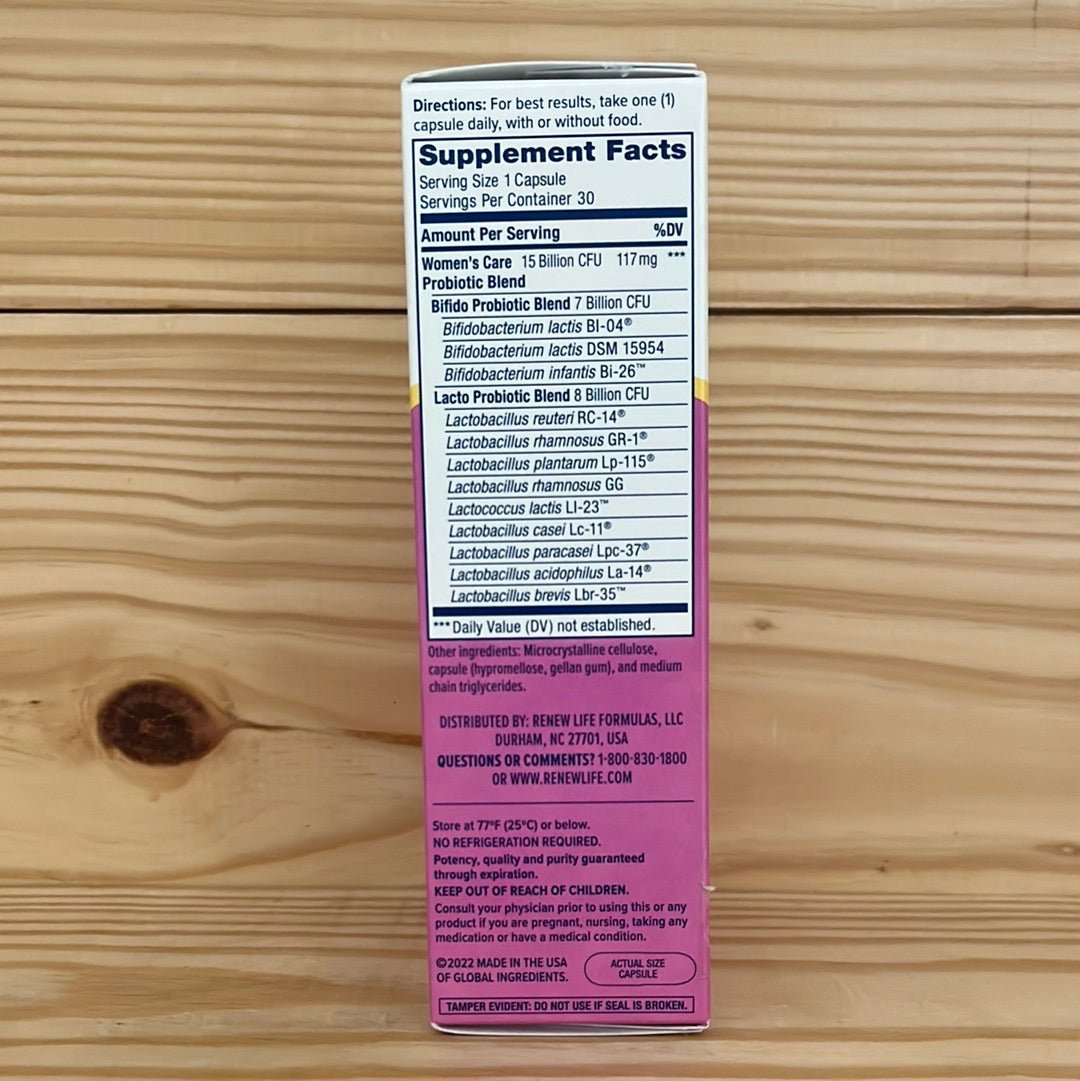 Directions: For best results, take one (1)
capsule daily, with or without food.
Supplement Facts
Serving Size 1 Capsule
Servings Per Container 30
Amount Per Serving %DV
Women's Care 15 Billion CFU 117 mg ***
Probiotic Blend
Bifido Probiotic Blend 7 Billion CFU
Bifidobacterium lactis Bl-04®
Bifidobacterium lactis DSM 15954
Bifidobacterium infantis Bi-26™
Lacto Probiotic Blend 8 Billion CFU
Lactobacillus reuteri RC-14®
Lactobacillus rhamnosus GR-1®
Lactobacillus plantarum Lp-115®
Lactobacillus rhamnosus GG
Lactococcus lactis Ll-23™
Lactobacillus casei Lc-11®
Lactobacillus paracasei Lpc-37®
Lactobacillus acidophilus La-14®
Lactobacillus brevis Lbr-35™
*** Daily Value (DV) not established.
Other ingredients: Microcrystalline cellulose,
capsule (hypromellose, gellan gum), and medium
chain triglycerides.
DISTRIBUTED BY: RENEW LIFE FORMULAS, LLC
DURHAM, NC 27701, USA
QUESTIONS OR COMMENTS? 1-800-830-1800
OR WWW.RENEWLIFE.COM
Store at 77°F (25°C) or below.
NO REFRIGERATION REQUIRED.
Potency, quality and purity guaranteed
through expiration.
KEEP OUT OF REACH OF CHILDREN.
Consult your physician prior to using this or any
product if you are pregnant, nursing, taking any
medication or have a medical condition.
©2022 MADE IN THE USA
OF GLOBAL INGREDIENTS.
ACTUAL SIZE
CAPSULE
TAMPER EVIDENT: DO NOT USE IF SEAL IS BROKEN.